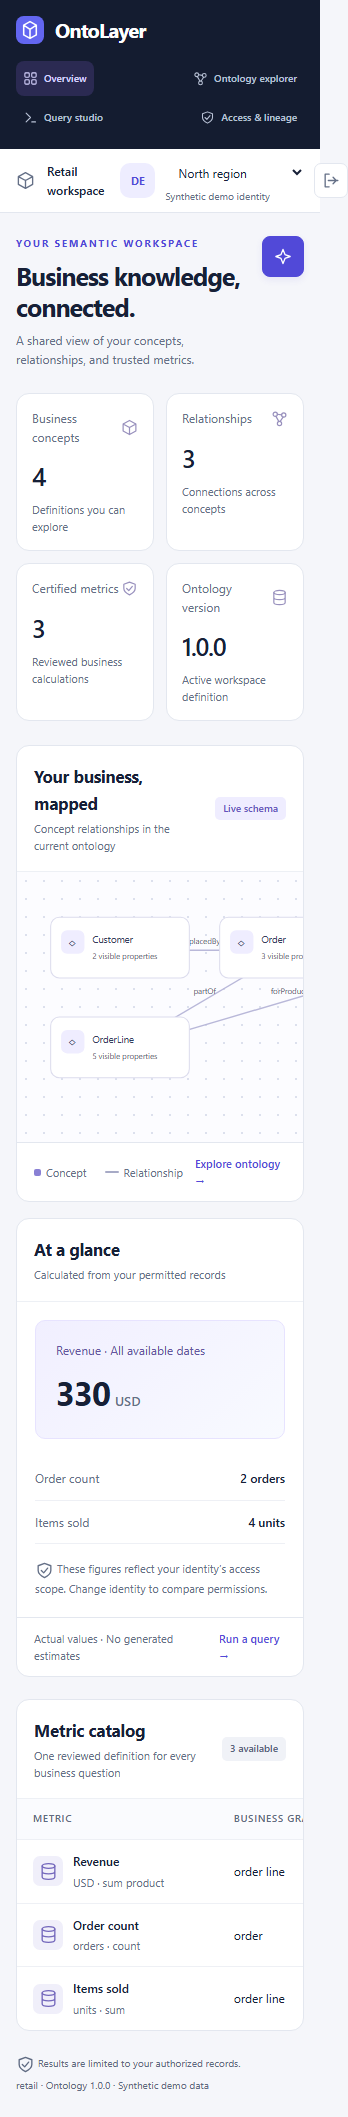 OntoLayer
Overview
Ontology explorer
Query studio
Access & lineage
Retail
workspace
DE
North region
Synthetic demo identity
YOUR SEMANTIC WORKSPACE
Business knowledge,
connected.
A shared view of your concepts,
relationships, and trusted metrics.
Business
concepts
4
Definitions you can
explore
Relationships
3
Connections across
concepts
Certified metrics
3
Reviewed business
calculations
Ontology
version
1.0.0
Active workspace
definition
Your business,
mapped
Concept relationships in the
current ontology
Live schema
Customer
2 visible properties
placedBy
Order
3 visible pro
partOf
forProduc
OrderLine
5 visible properties
Concept
Relationship
Explore ontology
→
At a glance
Calculated from your permitted records
Revenue · All available dates
330 USD
Order count
2 orders
Items sold
4 units
These figures reflect your identity's access
scope. Change identity to compare permissions.
Actual values · No generated
estimates
Run a query
→
Metric catalog
One reviewed definition for every
business question
3 available
METRIC
BUSINESS GRA
Revenue
USD · sum product
order line
Order count
orders · count
order
Items sold
units · sum
order line
Results are limited to your authorized records.
retail · Ontology 1.0.0 · Synthetic demo data